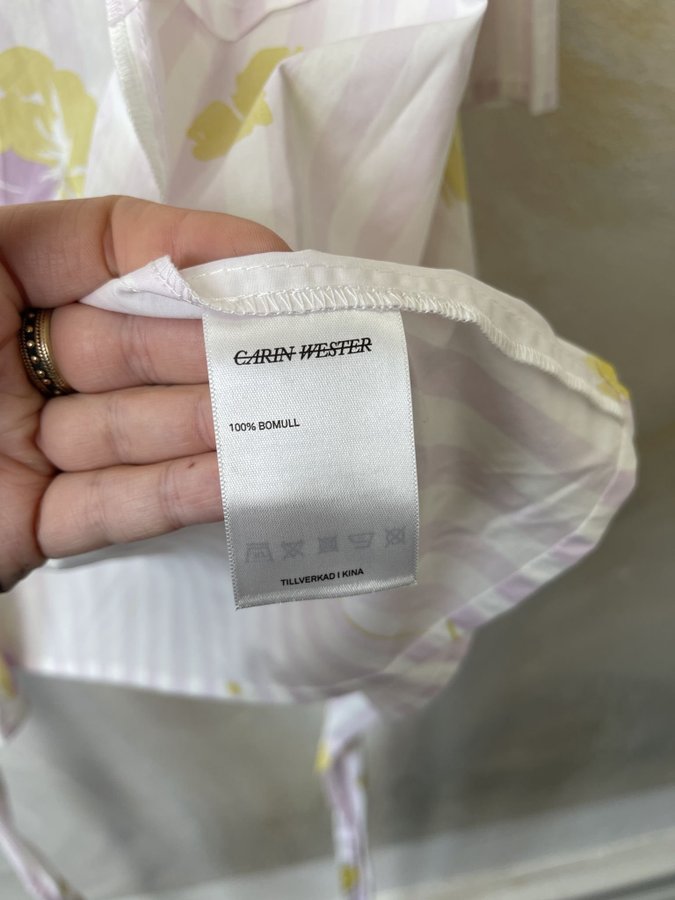 CARIN WESTER
100% BOMULL
TILLVERKAD I KINA